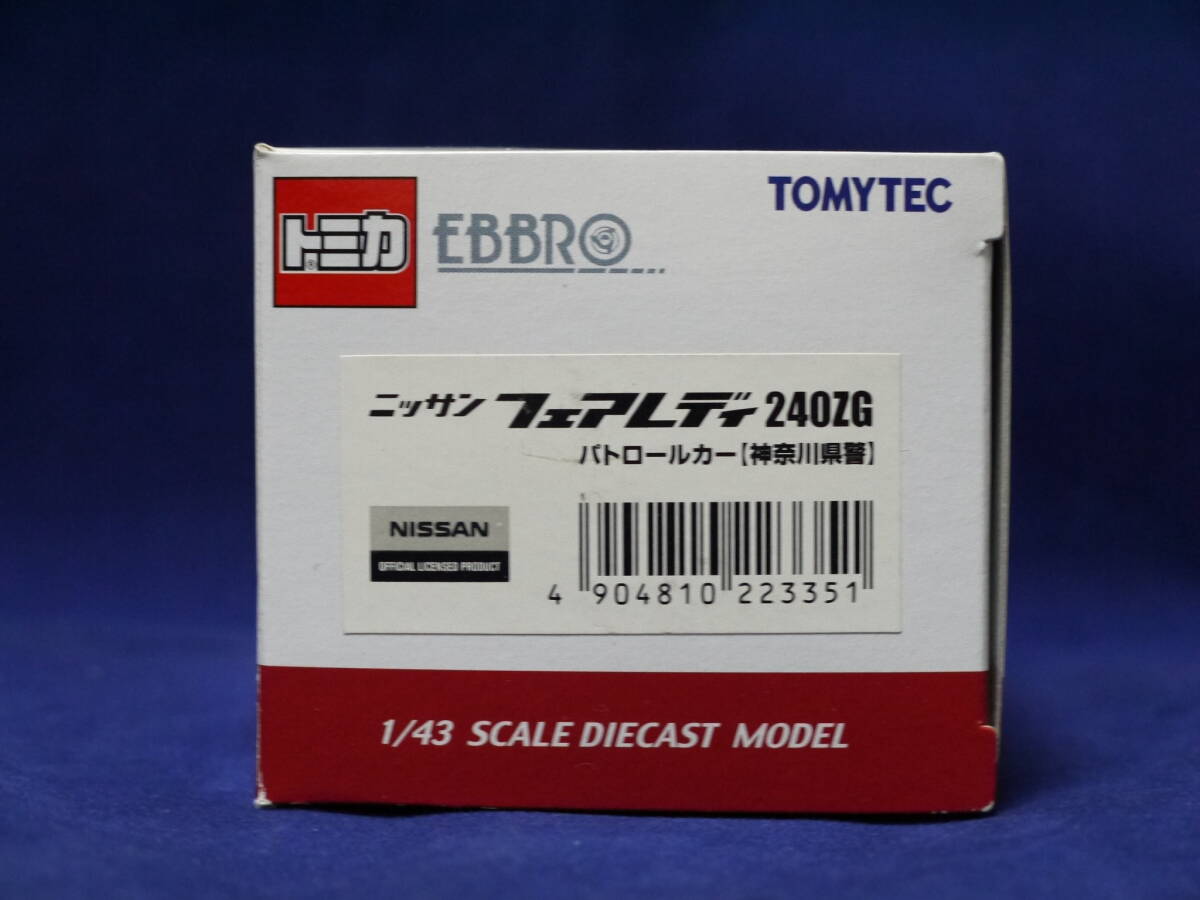 トミカ®
EBBRO
TOMYTEC
ニッサン フェアレディ 240ZG
パトロールカー【神奈川県警】
NISSAN
OFFICIAL LICENSED PRODUCT
4 904810 223351
1/43 SCALE DIECAST MODEL